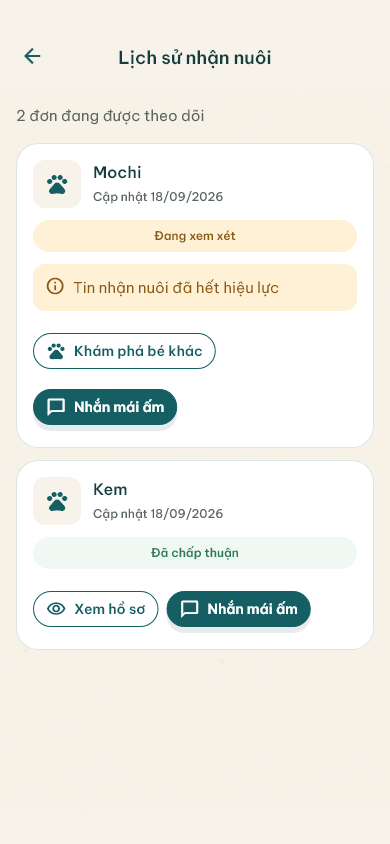 Lịch sử nhận nuôi
2 đơn đang được theo dõi
Mochi
Cập nhật 18/09/2026
Đang xem xét
Tin nhận nuôi đã hết hiệu lực
Khám phá bé khác
Nhắn mái ấm
Kem
Cập nhật 18/09/2026
Đã chấp thuận
Xem hồ sơ
Nhắn mái ấm